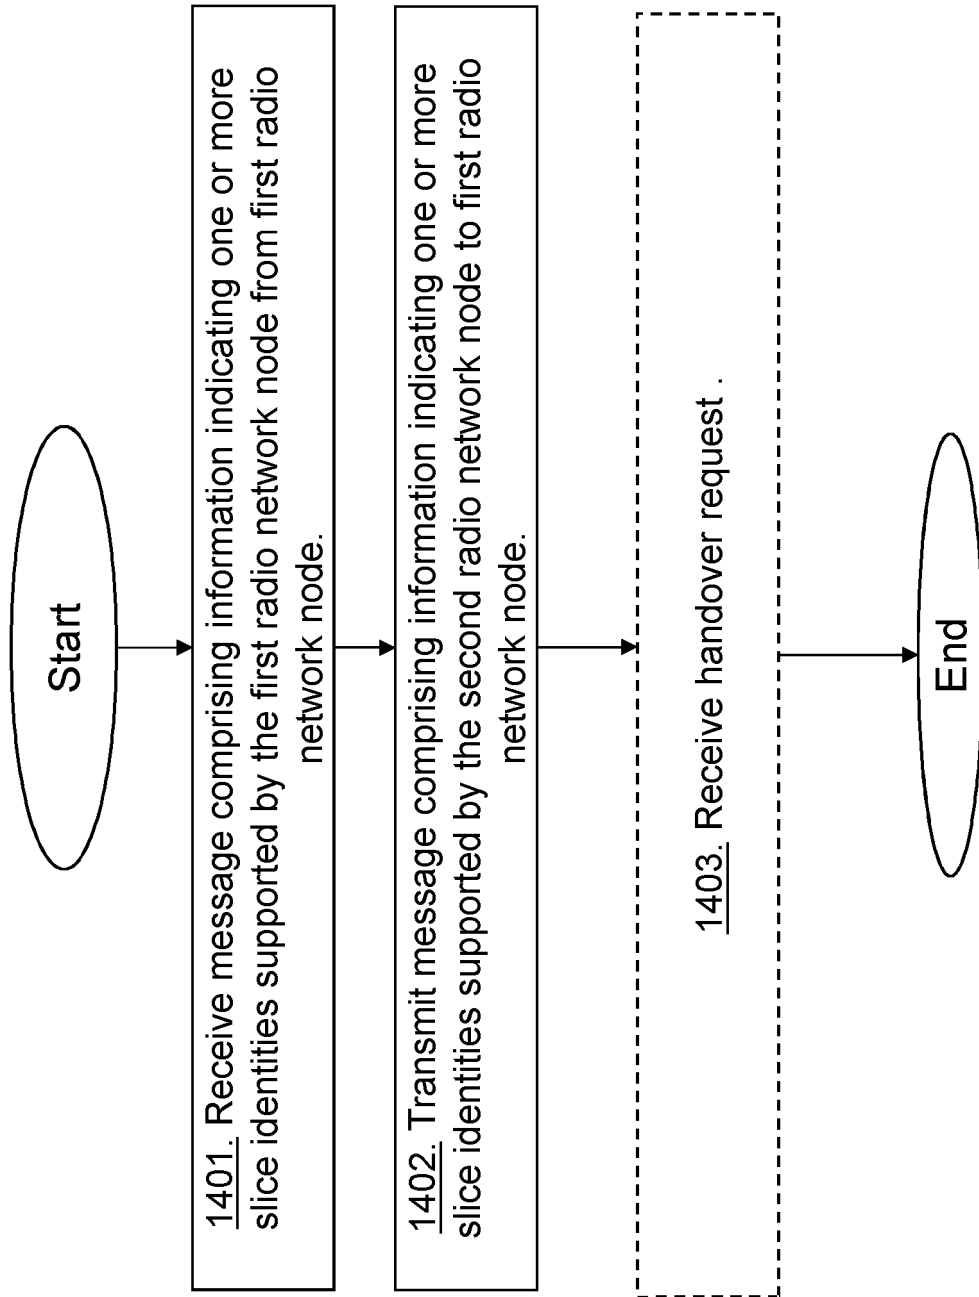 Start
1401. Receive message comprising information indicating one or more
slice identities supported by the first radio network node from first radio
network node.
1402. Transmit message comprising information indicating one or more
slice identities supported by the second radio network node to first radio
network node.
1403. Receive handover request .
End